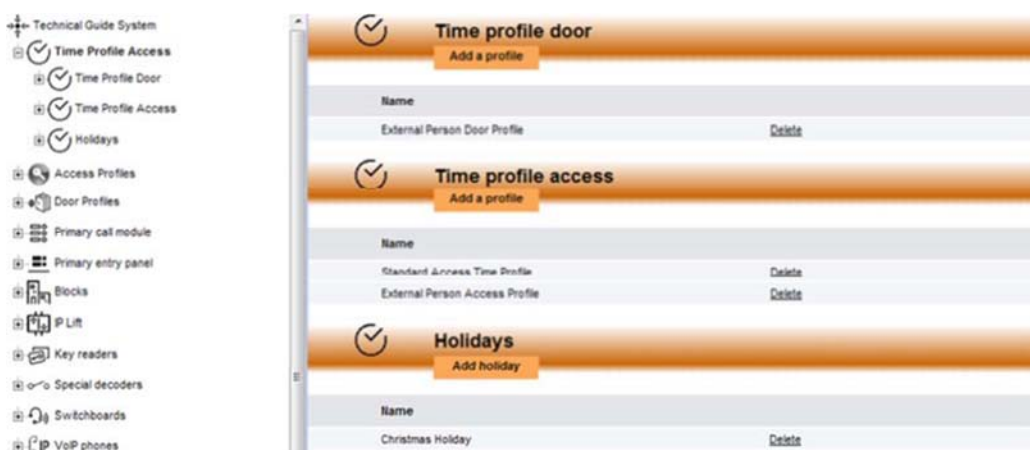 Technical Guide System
Time Profile Access
Time Profile Door
Time Profile Access
Holidays
Access Profiles
Door Profiles
Primary call module
Primary entry panel
Blocks
IP Lift
Key readers
Special decoders
Switchboards
VoIP phones
Time profile door
Add a profile
Name
External Person Door Profile Delete
Time profile access
Add a profile
Name
Standard Access Time Profile Delete
External Person Access Profile Delete
Holidays
Add holiday
Name
Christmas Holiday Delete